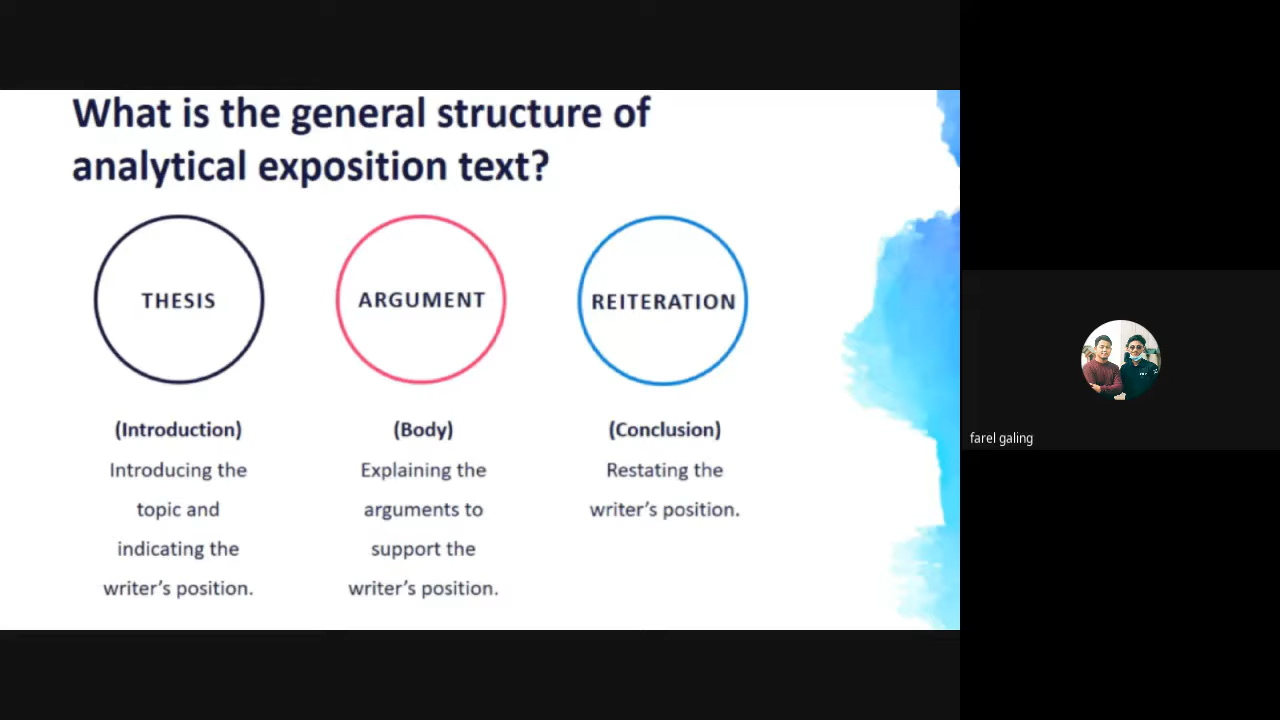 What is the general structure of
analytical exposition text?
THESIS
(Introduction)
Introducing the
topic and
indicating the
writer's position.
ARGUMENT
(Body)
Explaining the
arguments to
support the
writer's position.
REITERATION
(Conclusion)
Restating the
writer's position.
farel galing